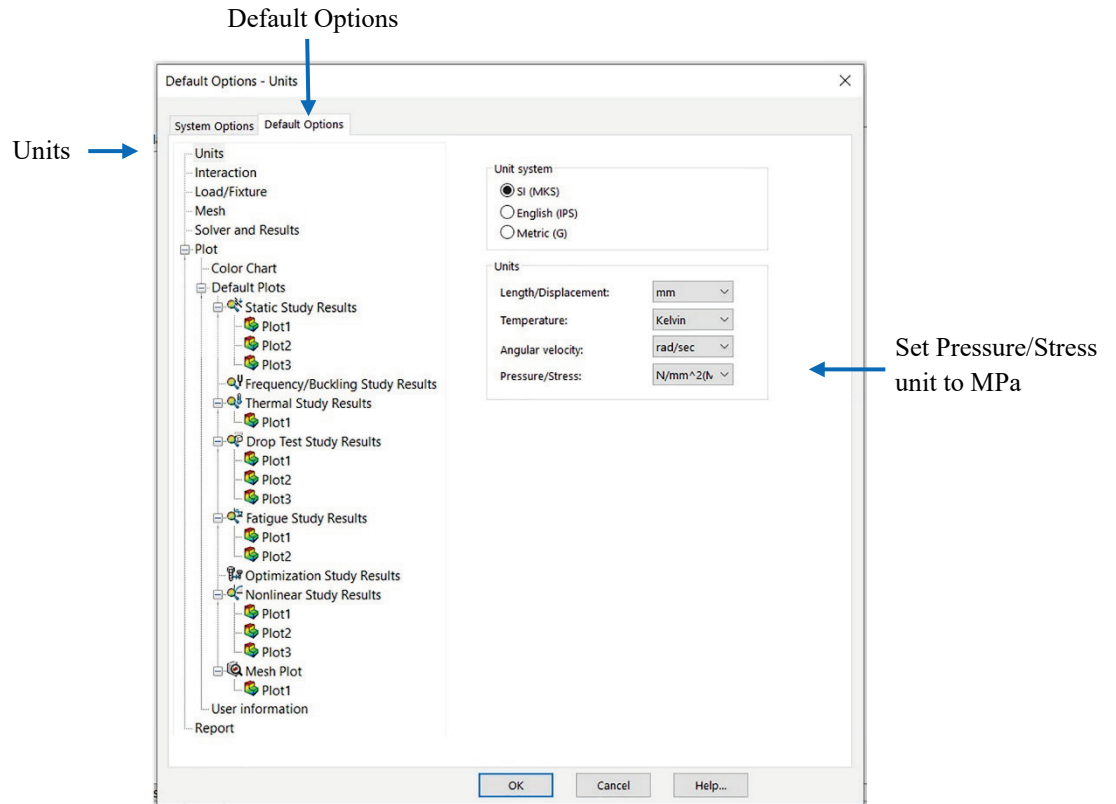 Default Options
Default Options - Units
System Options Default Options
Units
Units
Interaction
Load/Fixture
Mesh
Solver and Results
Plot
Color Chart
Default Plots
Static Study Results
Plot1
Plot2
Plot3
Frequency/Buckling Study Results
Thermal Study Results
Plot1
Drop Test Study Results
Plot1
Plot2
Plot3
Fatigue Study Results
Plot1
Plot2
Optimization Study Results
Nonlinear Study Results
Plot1
Plot2
Plot3
Mesh Plot
Plot1
User information
Report
Unit system
SI (MKS)
English (IPS)
Metric (G)
Units
Length/Displacement: mm
Temperature: Kelvin
Angular velocity: rad/sec
Pressure/Stress: N/mm^2(
Set Pressure/Stress
unit to MPa
OK Cancel Help...